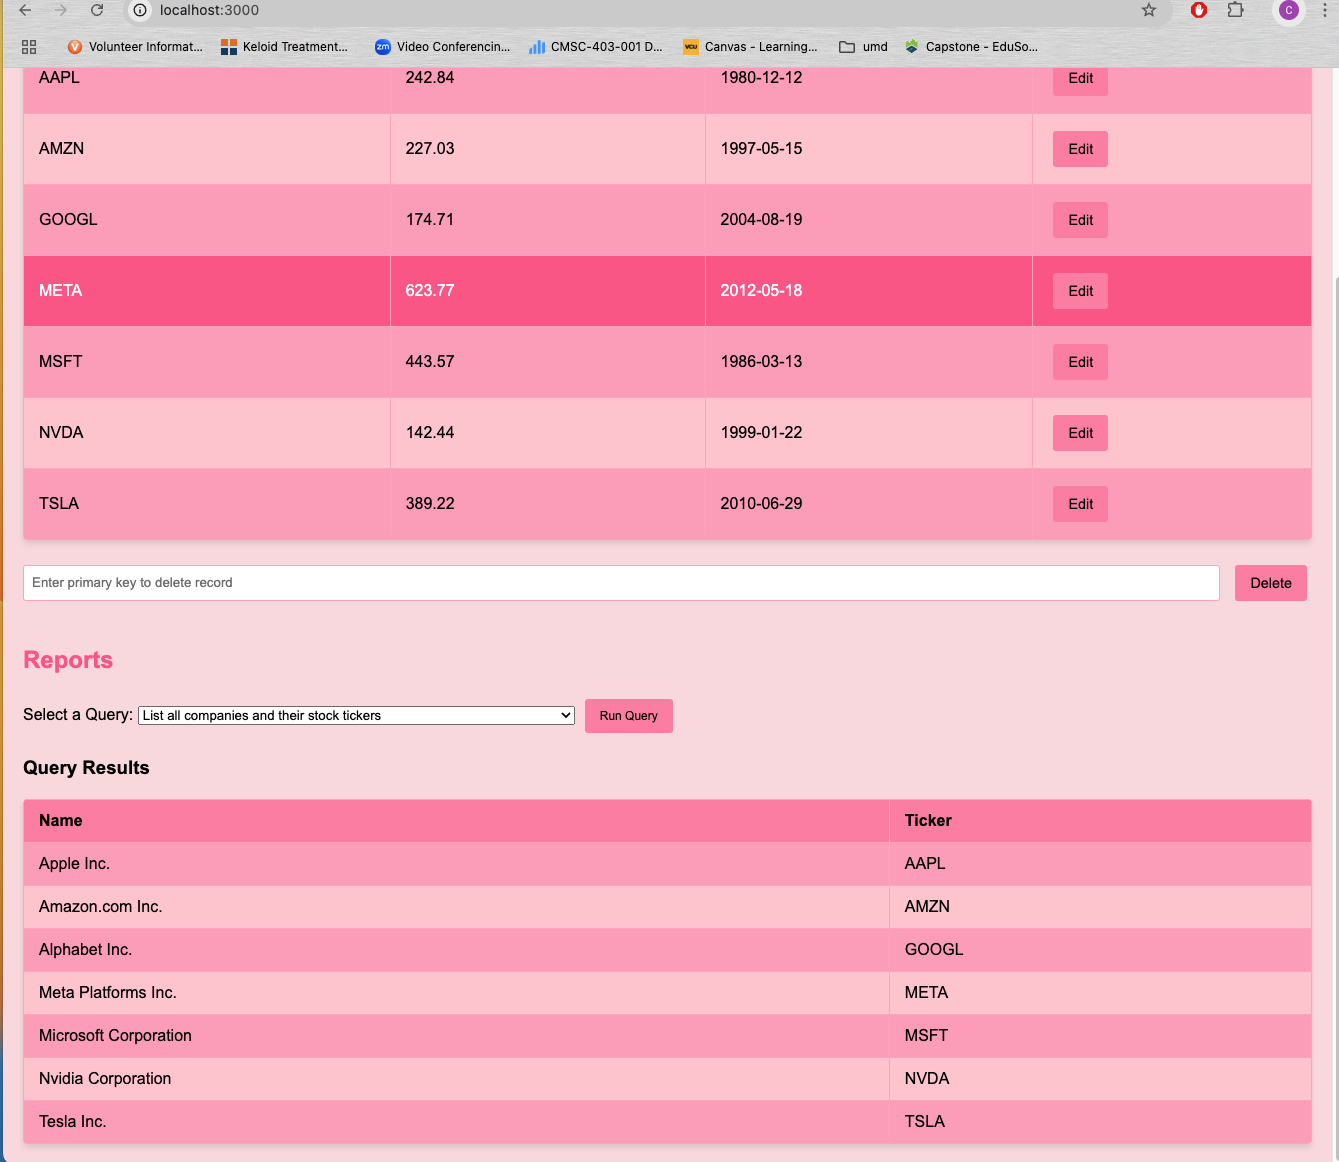 localhost:3000
C
Volunteer Informat... Keloid Treatment... zm Video Conferencin... CMSC-403-001 D... VCU Canvas - Learning... umd Capstone - EduSo...
AAPL 242.84 1980-12-12 Edit
AMZN 227.03 1997-05-15 Edit
GOOGL 174.71 2004-08-19 Edit
META 623.77 2012-05-18 Edit
MSFT 443.57 1986-03-13 Edit
NVDA 142.44 1999-01-22 Edit
TSLA 389.22 2010-06-29 Edit
Enter primary key to delete record Delete
Reports
Select a Query: List all companies and their stock tickers Run Query
Query Results
Name Ticker
Apple Inc. AAPL
Amazon.com Inc. AMZN
Alphabet Inc. GOOGL
Meta Platforms Inc. META
Microsoft Corporation MSFT
Nvidia Corporation NVDA
Tesla Inc. TSLA